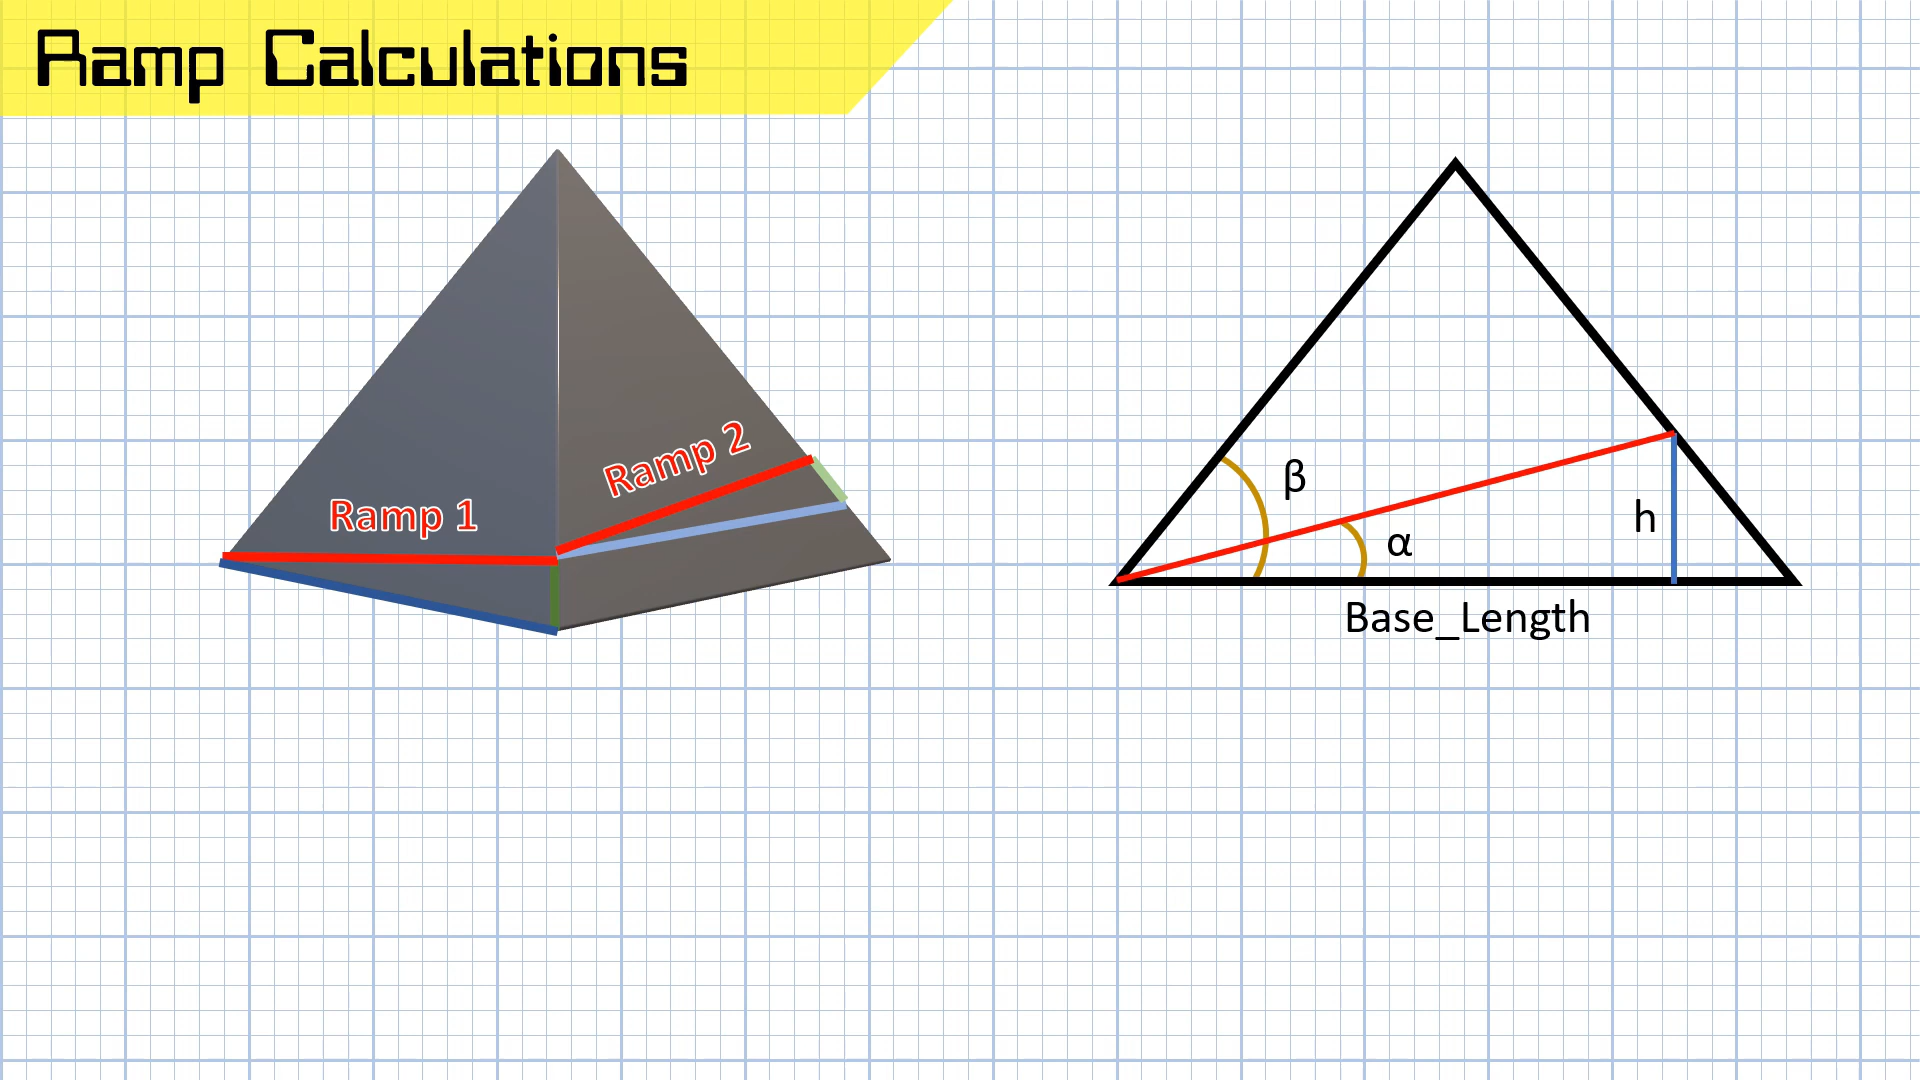 Ramp Calculations
Ramp 1
Ramp 2
β
α
h
Base_Length